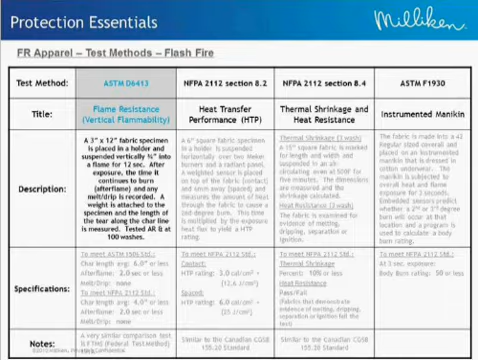 Protection Essentials
Milliken
FR Apparel – Test Methods – Flash Fire
Test Method:
ASTM D6413
NFPA 2112 section 8.2
NFPA 2112 section 8.4
ASTM F1930
Title:
Flame Resistance
(Vertical Flammability)
Heat Transfer
Performance (HTP)
Thermal Shrinkage and
Heat Resistance
Instrumented Manikin
Description:
A 3" x 12" fabric specimen
is placed in a holder and
suspended vertically ¾" into
a flame for 12 sec. After
exposure, the time it
continues to burn
(afterflame) and any
melt/drip is recorded. A
weight is attached to the
specimen and the length of
the tear along the char line
is measured. Tested AR & at
100 washes.
A 6" square fabric specimen
in a holder is suspended
horizontally over two Meker
burners and a radiant panel.
A weighted sensor is placed
on top of the fabric (contact)
and 6mm away (spaced) and
measures the amount of heat
through the fabric to cause a
2nd degree burn. This time
is multiplied by the exposure
heat flux to yield a HTP
rating.
Thermal Shrinkage (3 wash)
A 15" square fabric is marked
for length and width and
suspended in an air-
circulating oven at 500F for
five minutes. The dimensions
are measured and the
shrinkage calculated.
Heat Resistance (3 wash)
The fabric is examined for
evidence of melting,
dripping, separation or
ignition.
The fabric is made into a 42
Regular sized coverall and
placed on an instrumented
manikin that is dressed in
cotton underwear. The
manikin is subjected to
overall heat and flame
exposure for 3 seconds.
Embedded sensors predict
whether a 2nd or 3rd degree
burn will occur at that
location and a program is
used to calculate a body
burn rating.
Specifications:
To meet ASTM 1506 Std.:
Char length avg: 6.0" or less
Afterflame: 2.0 sec or less
Melt/Drip: none
To meet NFPA 2112 Std.:
Char length avg: 4.0" or less
Afterflame: 2.0 sec or less
Melt/Drip: none
To meet NFPA 2112 Std.:
Contact:
HTP rating: 3.0 cal/cm² +
(12.6 J/cm²)
Spaced:
HTP rating: 6.0 cal/cm² +
(25 J/cm²)
To meet NFPA 2112 Std.:
Thermal Shrinkage
Percent: 10% or less
Heat Resistance
Pass/Fail
(fabrics that demonstrate
evidence of melting, dripping,
separation or ignition fail the
test)
To meet NFPA 2112 Std.:
At 3 sec. exposure:
Body Burn rating: 50 or less
Notes:
A very similar comparison test
is FTMS (Federal Test Method)
Similar to the Canadian CGSB
155.20 Standard
Similar to the Canadian CGSB
155.20 Standard